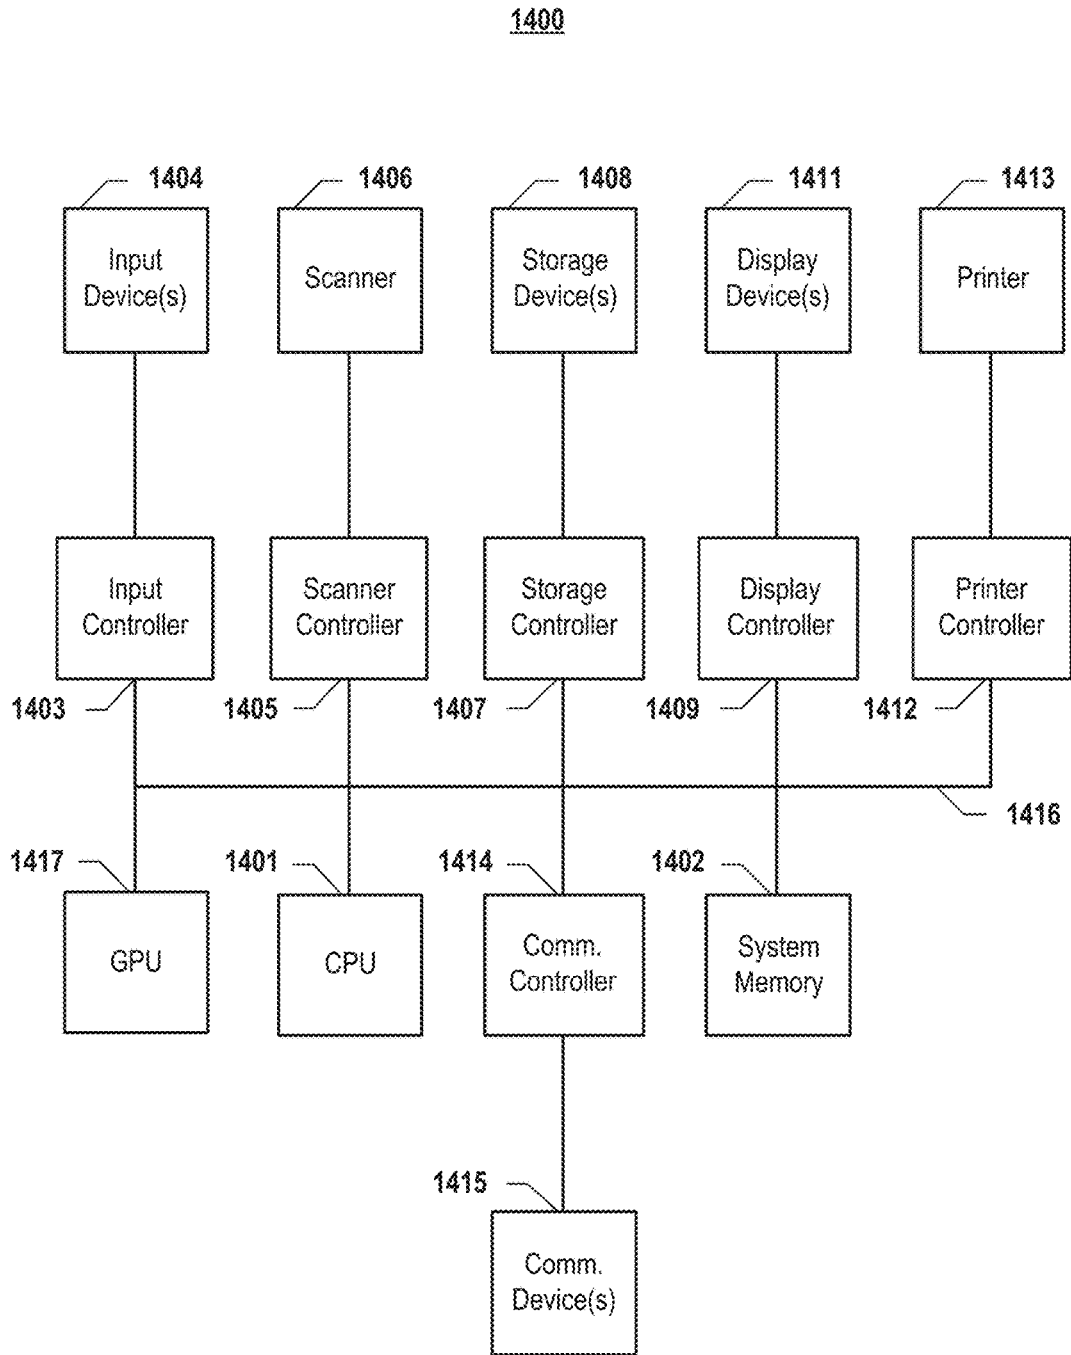 1400
1404
1406
1408
1411
1413
Input
Device(s)
Scanner
Storage
Device(s)
Display
Device(s)
Printer
Input
Controller
Scanner
Controller
Storage
Controller
Display
Controller
Printer
Controller
1403
1405
1407
1409
1412
1416
1417
1401
1414
1402
GPU
CPU
Comm.
Controller
System
Memory
1415
Comm.
Device(s)